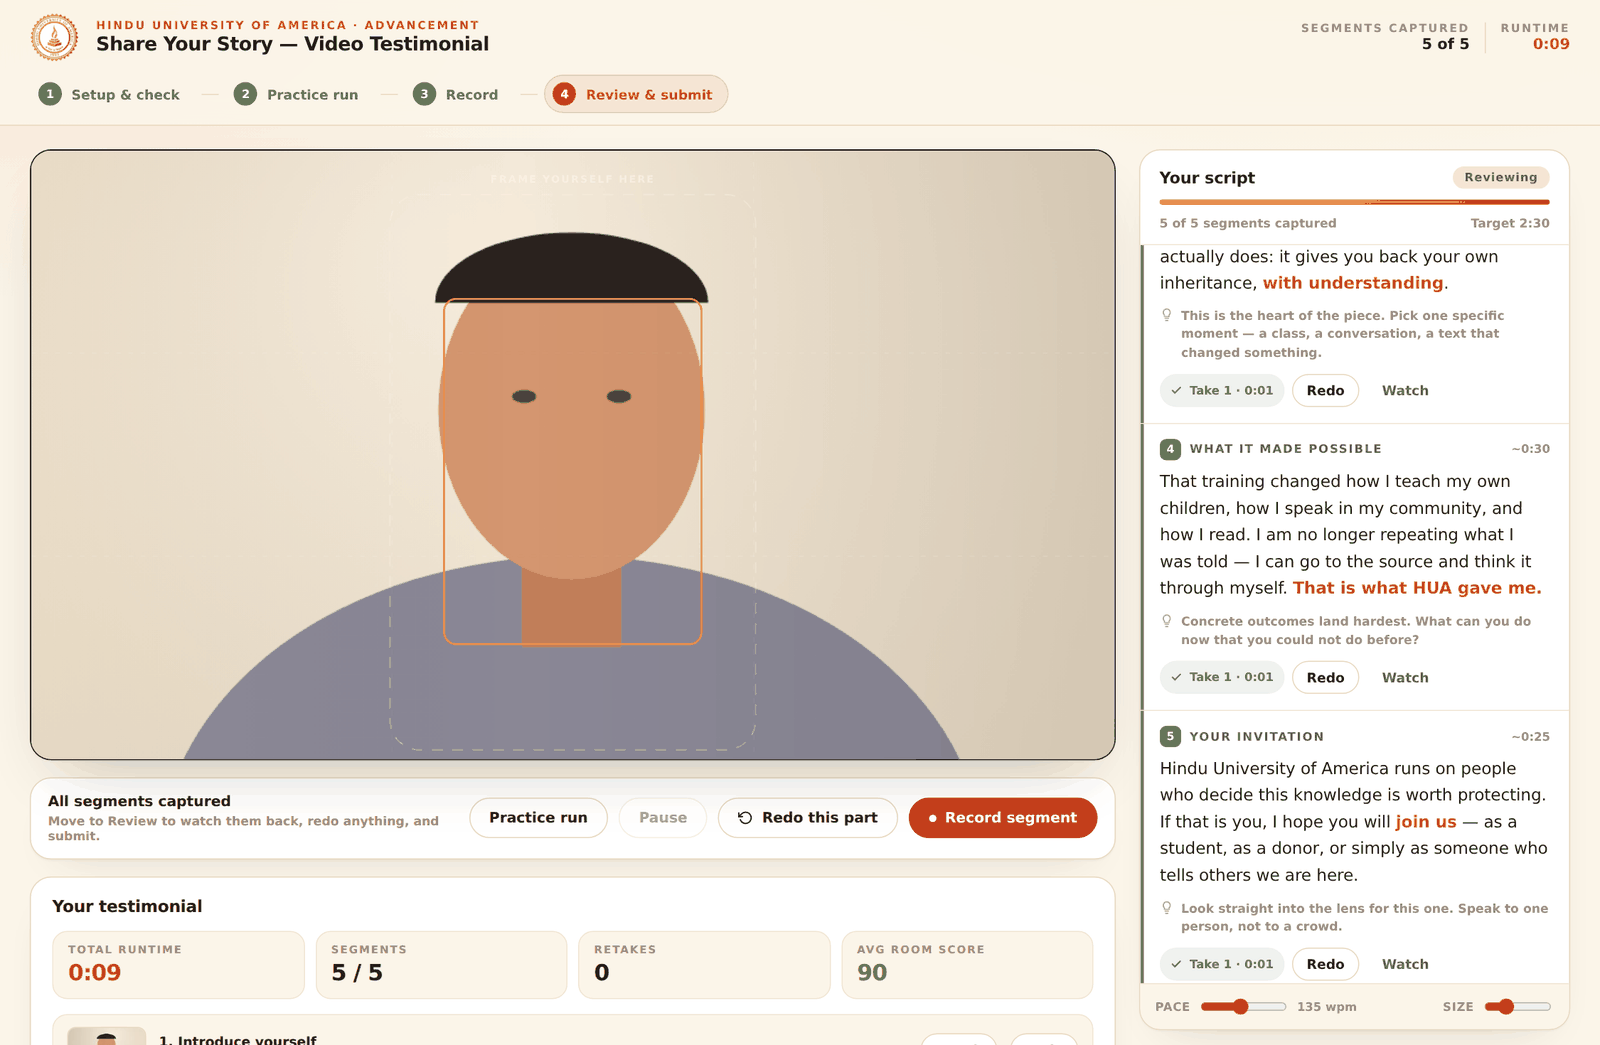 HINDU UNIVERSITY OF AMERICA · ADVANCEMENT
Share Your Story — Video Testimonial
SEGMENTS CAPTURED
5 of 5
RUNTIME
0:09
1 Setup & check
2 Practice run
3 Record
4 Review & submit
FRAME YOURSELF HERE
All segments captured
Move to Review to watch them back, redo anything, and
submit.
Practice run
Pause
Redo this part
Record segment
Your testimonial
TOTAL RUNTIME
0:09
SEGMENTS
5 / 5
RETAKES
0
AVG ROOM SCORE
90
1. Introduce yourself
Your script
Reviewing
5 of 5 segments captured
Target 2:30
actually does: it gives you back your own
inheritance, with understanding.
This is the heart of the piece. Pick one specific
moment — a class, a conversation, a text that
changed something.
Take 1 · 0:01
Redo
Watch
4 WHAT IT MADE POSSIBLE
~0:30
That training changed how I teach my own
children, how I speak in my community, and
how I read. I am no longer repeating what I
was told — I can go to the source and think it
through myself. That is what HUA gave me.
Concrete outcomes land hardest. What can you do
now that you could not do before?
Take 1 · 0:01
Redo
Watch
5 YOUR INVITATION
~0:25
Hindu University of America runs on people
who decide this knowledge is worth protecting.
If that is you, I hope you will join us — as a
student, as a donor, or simply as someone who
tells others we are here.
Look straight into the lens for this one. Speak to one
person, not to a crowd.
Take 1 · 0:01
Redo
Watch
PACE
135 wpm
SIZE